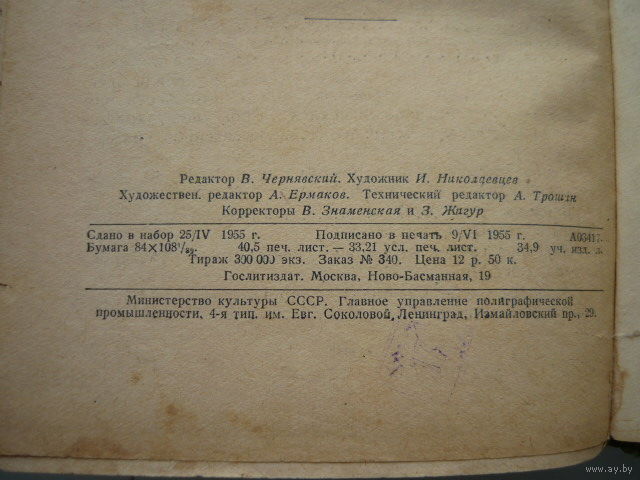 Редактор В. Чернявский. Художник И. Николаевцев
Художествен. редактор А. Ермаков. Технический редактор А. Трошин
Корректоры В. Знаменская и З. Жагур
Сдано в набор 25/IV 1955 г. Подписано в печать 9/VI 1955 г. А03417.
Бумага 84×108¹/₃₂. 40,5 печ. лист. — 33,21 усл. печ. лист. 34,9 уч. изд. л.
Тираж 300 000 экз. Заказ № 340. Цена 12 р. 50 к.
Гослитиздат. Москва, Ново-Басманная, 19
Министерство культуры СССР. Главное управление полиграфической
промышленности, 4-я тип. им. Евг. Соколовой, Ленинград, Измайловский пр., 29.
www.ay.by